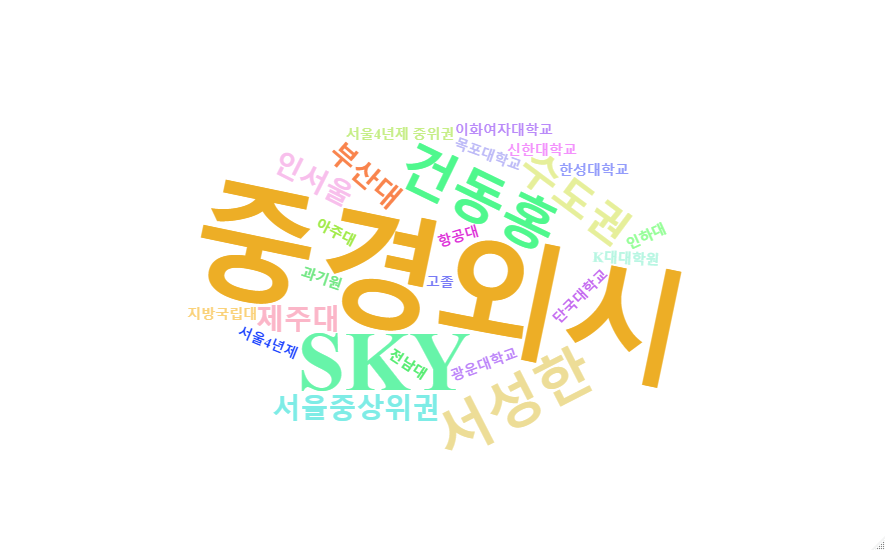 서울4년제 중위권
이화여자대학교
목포대학교
신한대학교
한성대학교
인서울
부산대
건동홍
수도권
중경외시
아주대
항공대
인하대
K대대학원
과기원
고졸
단국대학교
지방국립대
제주대
서울4년제
SKY
전남대
광운대학교
서성한
서울중상위권